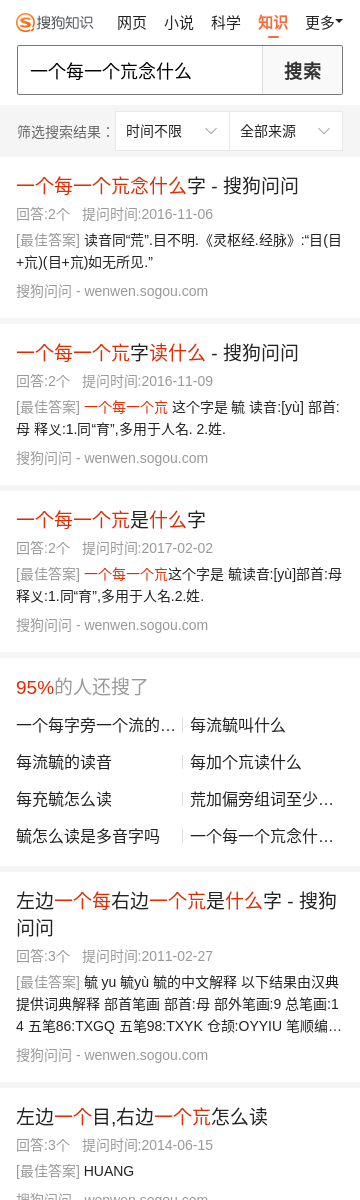 搜狗知识 网页 小说 科学 知识 更多
一个每一个巟念什么 搜索
筛选搜索结果： 时间不限 全部来源
一个每一个巟念什么字 - 搜狗问问
回答:2个 提问时间:2016-11-06
[最佳答案] 读音同“荒”.目不明.《灵枢经.经脉》:“目(目
+巟)(目+巟)如无所见.”
搜狗问问 - wenwen.sogou.com
一个每一个巟字读什么 - 搜狗问问
回答:2个 提问时间:2016-11-09
[最佳答案] 一个每一个巟 这个字是 毓 读音:[yù] 部首:
母 释义:1.同“育”,多用于人名. 2.姓.
搜狗问问 - wenwen.sogou.com
一个每一个巟是什么字
回答:2个 提问时间:2017-02-02
[最佳答案] 一个每一个巟这个字是 毓读音:[yù]部首:母
释义:1.同“育”,多用于人名.2.姓.
搜狗问问 - wenwen.sogou.com
95%的人还搜了
一个每字旁一个流的… 每流毓叫什么
每流毓的读音 每加个巟读什么
每充毓怎么读 荒加偏旁组词至少…
毓怎么读是多音字吗 一个每一个巟念什…
左边一个每右边一个巟是什么字 - 搜狗
问问
回答:3个 提问时间:2011-02-27
[最佳答案] 毓 yu 毓yù 毓的中文解释 以下结果由汉典
提供词典解释 部首笔画 部首:母 部外笔画:9 总笔画:1
4 五笔86:TXGQ 五笔98:TXYK 仓颉:OYYIU 笔顺编…
搜狗问问 - wenwen.sogou.com
左边一个目,右边一个巟怎么读
回答:3个 提问时间:2014-06-15
[最佳答案] HUANG
搜狗问问 - wenwen.sogou.com